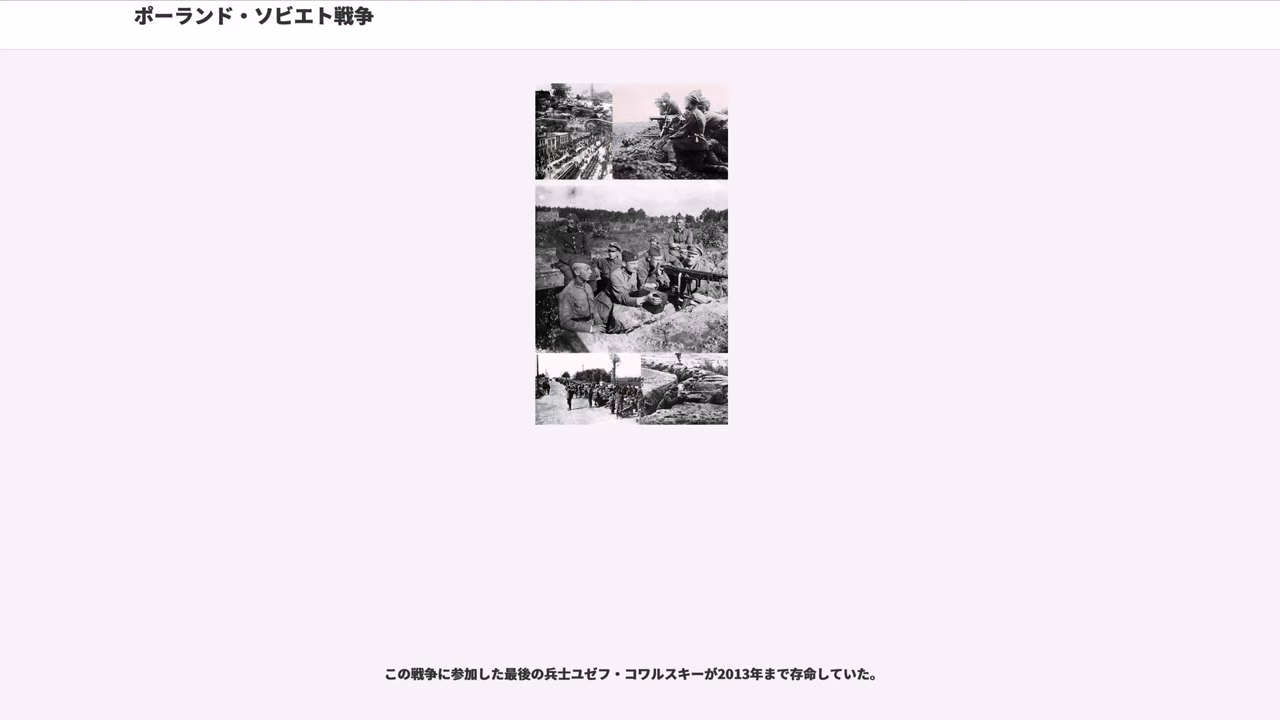 ポーランド・ソビエト戦争
この戦争に参加した最後の兵士ユゼフ・コワルスキーが2013年まで存命していた。